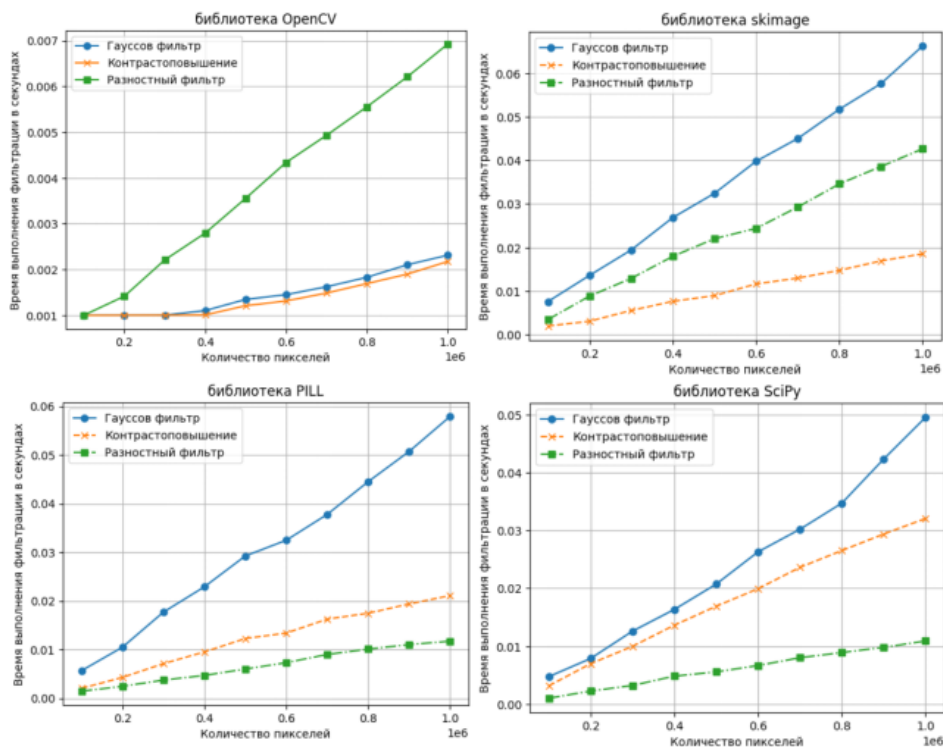 библиотека OpenCV
Время выполнения фильтрации в секундах
0.007
0.006
0.005
0.004
0.003
0.002
0.001
Гауссов фильтр
Контрастоповышение
Разностный фильтр
0.2 0.4 0.6 0.8 1.0
1e6
Количество пикселей
библиотека skimage
Время выполнения фильтрации в секундах
0.06
0.05
0.04
0.03
0.02
0.01
0.00
Гауссов фильтр
Контрастоповышение
Разностный фильтр
0.2 0.4 0.6 0.8 1.0
1e6
Количество пикселей
библиотека PILL
Время выполнения фильтрации в секундах
0.06
0.05
0.04
0.03
0.02
0.01
0.00
Гауссов фильтр
Контрастоповышение
Разностный фильтр
0.2 0.4 0.6 0.8 1.0
1e6
Количество пикселей
библиотека SciPy
Время выполнения фильтрации в секундах
0.05
0.04
0.03
0.02
0.01
0.00
Гауссов фильтр
Контрастоповышение
Разностный фильтр
0.2 0.4 0.6 0.8 1.0
1e6
Количество пикселей